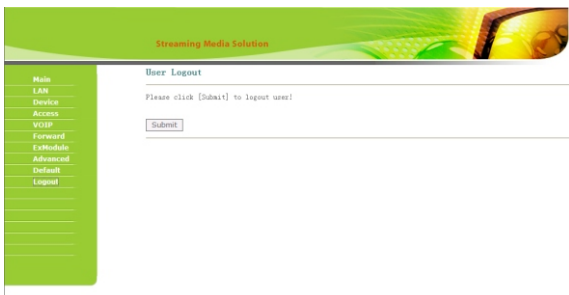 Streaming Media Solution
Main
LAN
Device
Access
VOIP
Forward
ExModule
Advanced
Default
Logout
User Logout
Please click [Submit] to logout user!
Submit